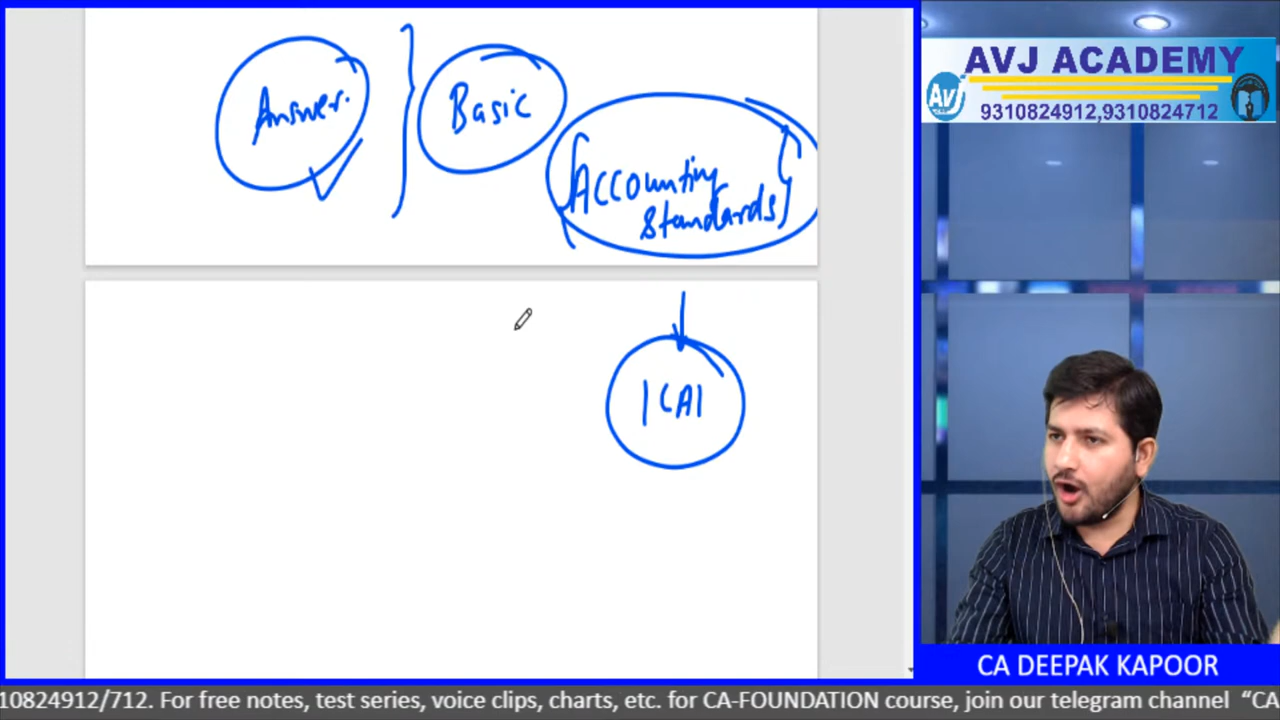 Answer.
Basic
Accounting
Standards
ICAI
AVJ ACADEMY
AVJ
9310824912,9310824712
CA DEEPAK KAPOOR
10824912/712. For free notes, test series, voice clips, charts, etc. for CA-FOUNDATION course, join our telegram channel “CA